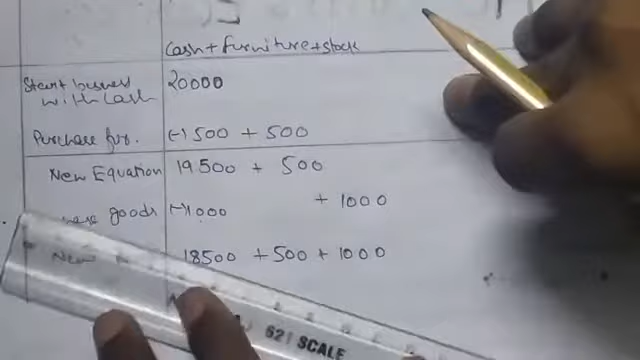 cash + furniture + stock
Start business 20000
with Cash
Purchase fur. (-) 500 + 500
New Equation 19500 + 500
goods (-) 1000 + 1000
New 18500 + 500 + 1000
621 SCALE